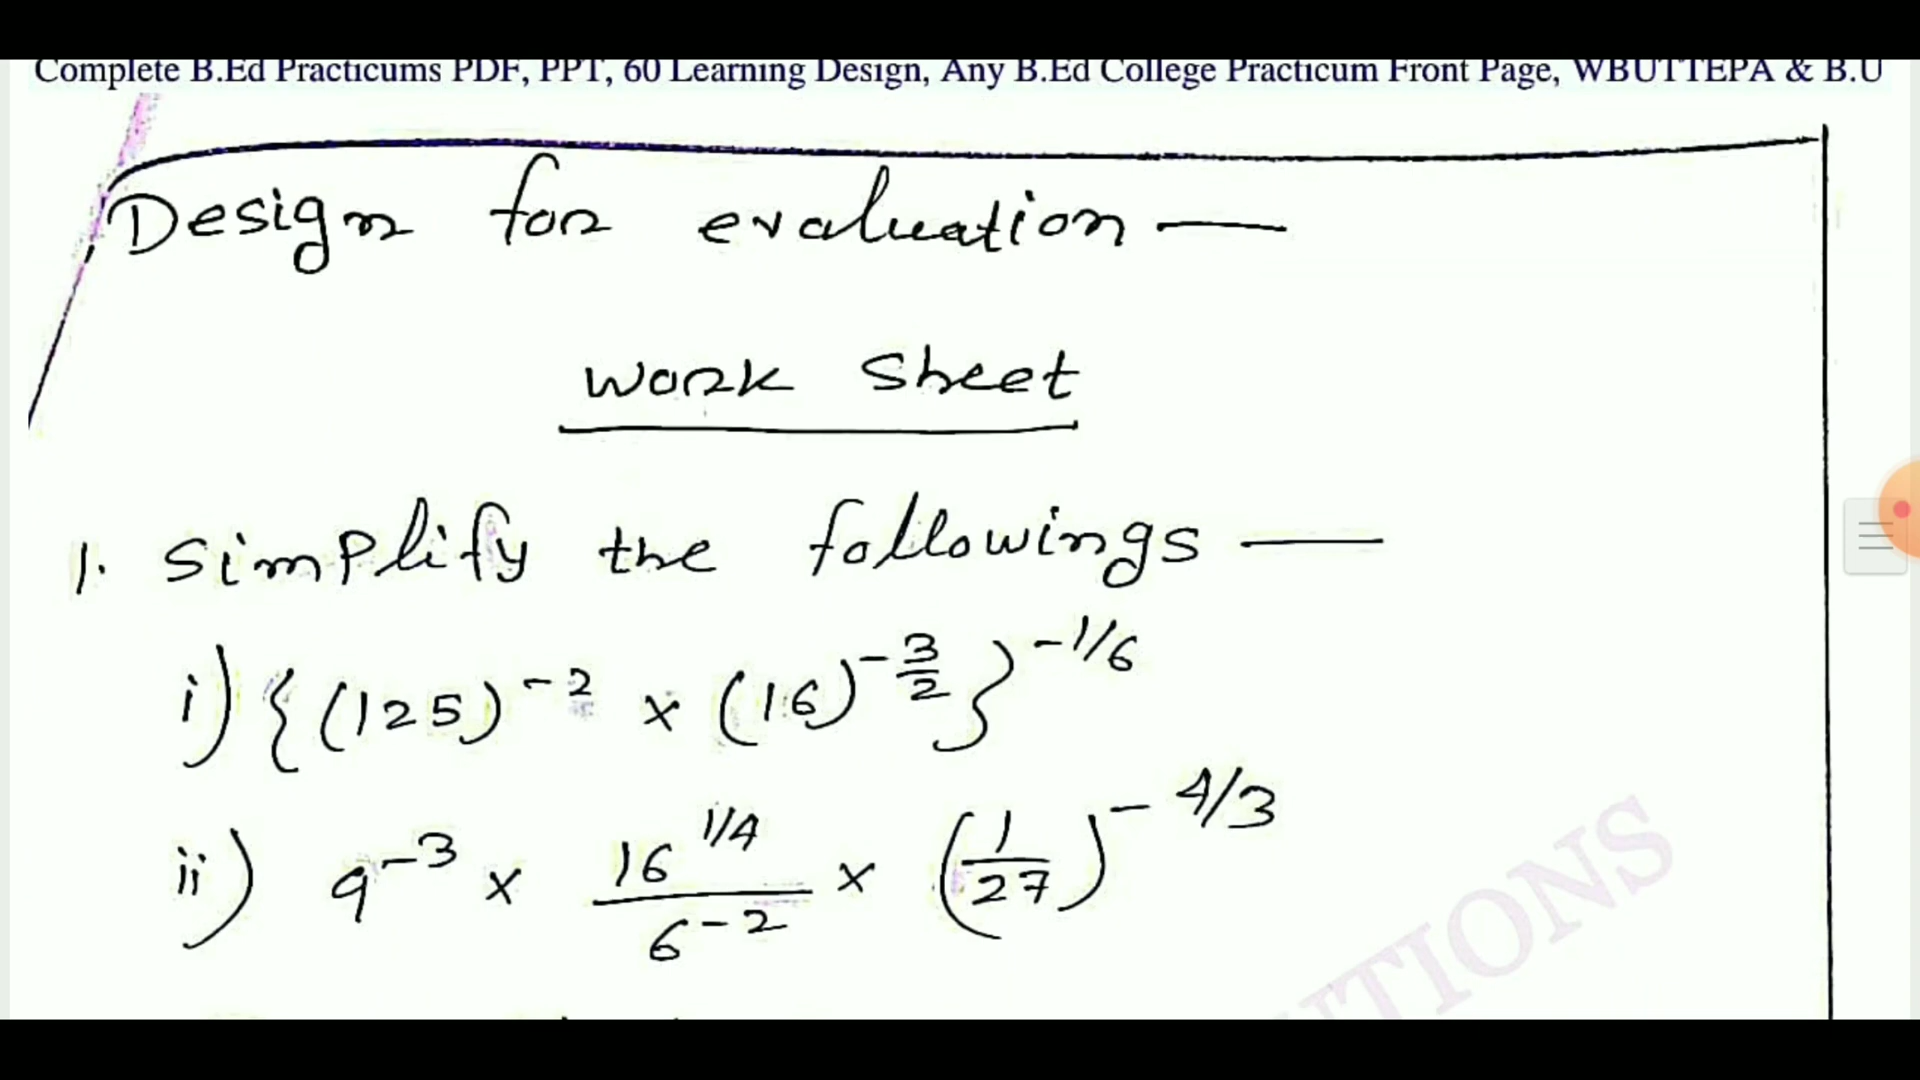 Complete B.Ed Practicums PDF, PPT, 60 Learning Design, Any B.Ed College Practicum Front Page, WBUTTEPA & B.U
Design for evaluation —
Work Sheet
1. Simplify the followings —
i) {(125)^-2 × (16)^-3/2}^-1/6
ii) 9^-3 × 16^1/4 / 6^-2 × (1/27)^-4/3